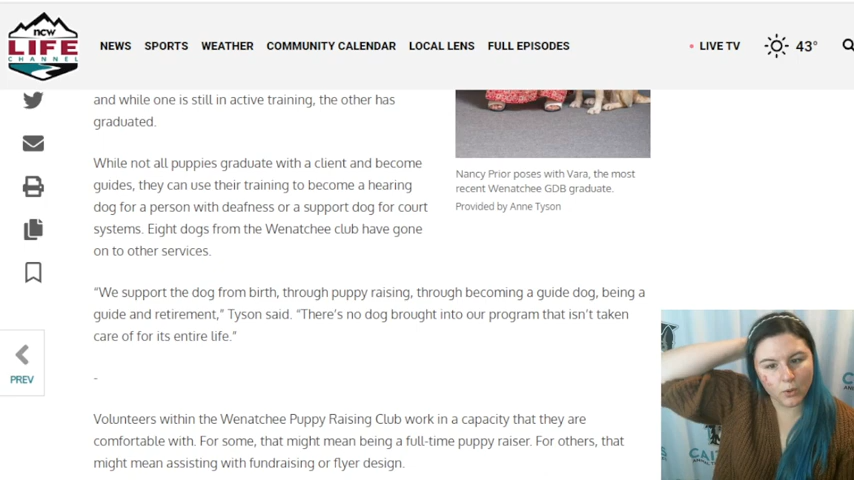 ncw
LIFE
CHANNEL
NEWS SPORTS WEATHER COMMUNITY CALENDAR LOCAL LENS FULL EPISODES LIVE TV 43°
and while one is still in active training, the other has
graduated.
While not all puppies graduate with a client and become
guides, they can use their training to become a hearing
dog for a person with deafness or a support dog for court
systems. Eight dogs from the Wenatchee club have gone
on to other services.
Nancy Prior poses with Vara, the most
recent Wenatchee GDB graduate.
Provided by Anne Tyson
“We support the dog from birth, through puppy raising, through becoming a guide dog, being a
guide and retirement,” Tyson said. “There’s no dog brought into our program that isn’t taken
care of for its entire life.”
PREV
-
Volunteers within the Wenatchee Puppy Raising Club work in a capacity that they are
comfortable with. For some, that might mean being a full-time puppy raiser. For others, that
might mean assisting with fundraising or flyer design.